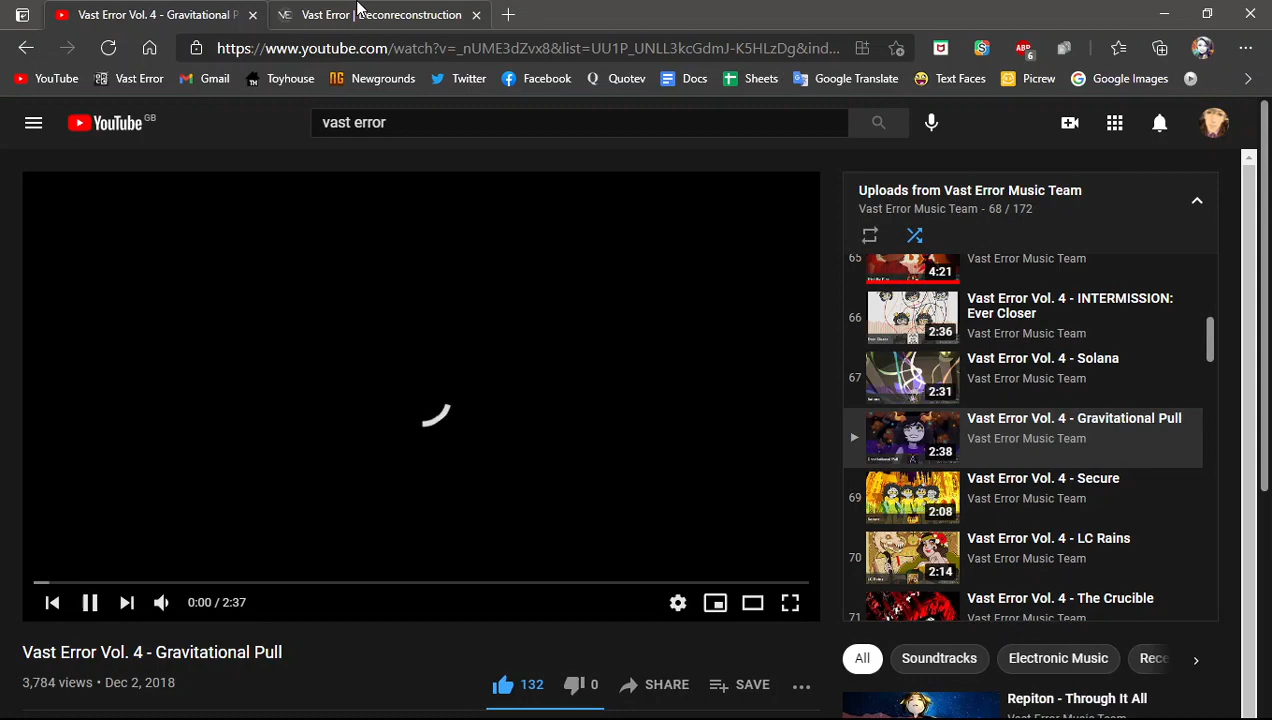 Vast Error Vol. 4 - Gravitational P
Vast Error | Deconreconstruction
https://www.youtube.com/watch?v=_nUME3dZvx8&list=UU1P_UNLL3kcGdmJ-K5HLzDg&ind...
ABP
6
YouTube
Vast Error
Gmail
Toyhouse
Newgrounds
Twitter
Facebook
Quotev
Docs
Sheets
Google Translate
Text Faces
Picrew
Google Images
YouTube GB
vast error
Uploads from Vast Error Music Team
Vast Error Music Team - 68 / 172
65
4:21
Vast Error Music Team
66
2:36
Vast Error Vol. 4 - INTERMISSION:
Ever Closer
Vast Error Music Team
67
2:31
Vast Error Vol. 4 - Solana
Vast Error Music Team
2:38
Vast Error Vol. 4 - Gravitational Pull
Vast Error Music Team
69
2:08
Vast Error Vol. 4 - Secure
Vast Error Music Team
70
2:14
Vast Error Vol. 4 - LC Rains
Vast Error Music Team
71
Vast Error Vol. 4 - The Crucible
Vast Error Music Team
0:00 / 2:37
Vast Error Vol. 4 - Gravitational Pull
3,784 views • Dec 2, 2018
132
0
SHARE
SAVE
All
Soundtracks
Electronic Music
Rece
Repiton - Through It All